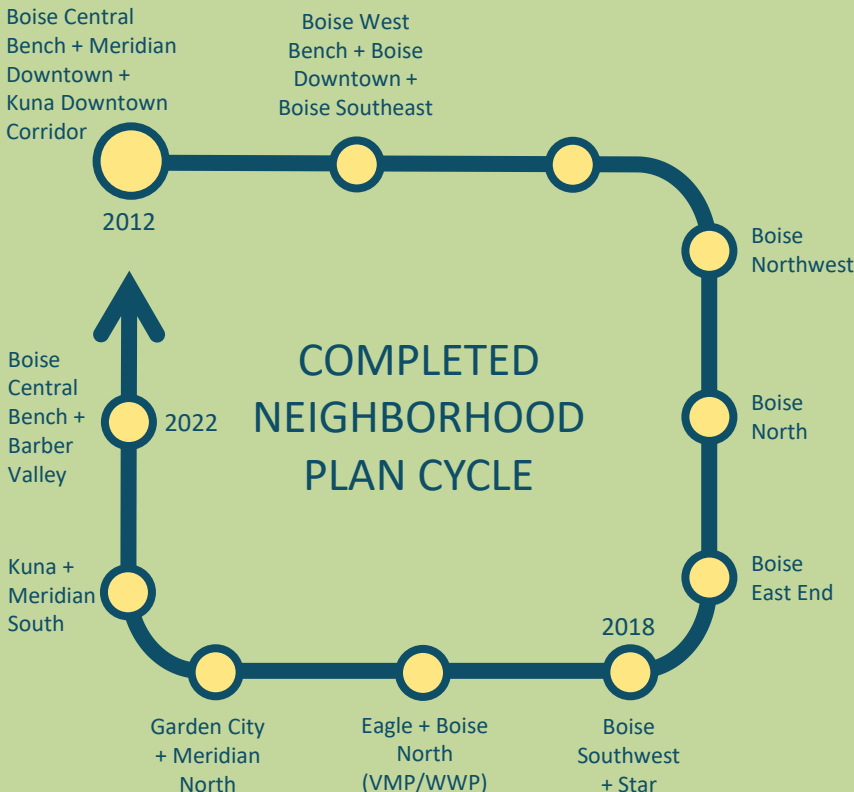 Boise Central
Bench + Meridian
Downtown +
Kuna Downtown
Corridor
2012
Boise West
Bench + Boise
Downtown +
Boise Southeast
Boise
Northwest
Boise
North
Boise
East End
2018
Boise
Southwest
+ Star
Eagle + Boise
North
(VMP/WWP)
Garden City
+ Meridian
North
Kuna +
Meridian
South
Boise
Central
Bench +
Barber
Valley
2022
COMPLETED
NEIGHBORHOOD
PLAN CYCLE